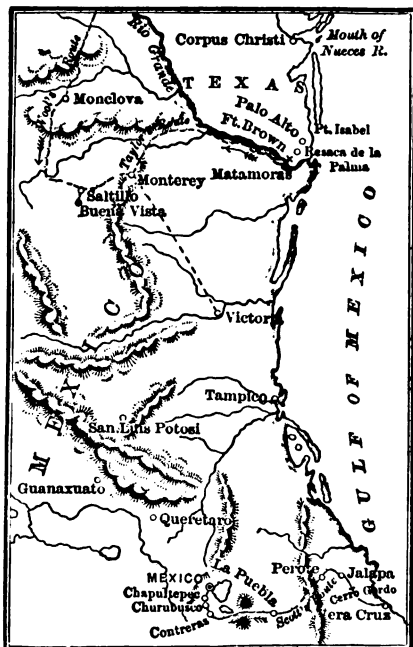 Corpus Christi
Mouth of
Nueces R.
Rio Grande
TEXAS
Monclova
Palo Alto
Ft. Brown
Pt. Isabel
Resaca de la
Palma
Matamoras
Monterey
Saltillo
Buena Vista
MEXICO
GULF OF MEXICO
Victoria
Tampico
San Luis Potosi
Guanaxuato
Queretaro
MEXICO
Chapultepec
Churubusco
Contreras
La Puebla
Perote
Jalapa
Cerro Gordo
Scott's Route
Vera Cruz